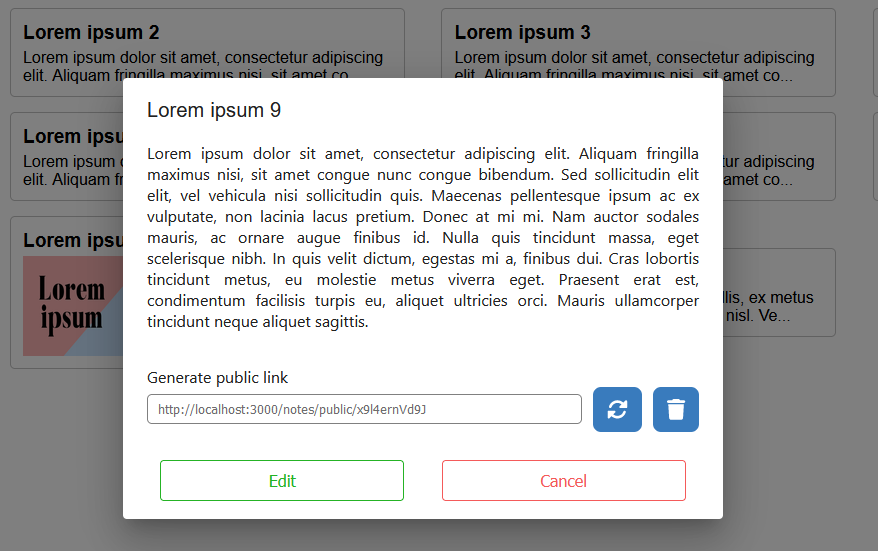 Lorem ipsum 2
Lorem ipsum dolor sit amet, consectetur adipiscing
elit. Aliquam fringilla maximus nisi, sit amet co...
Lorem ipsum 3
Lorem ipsum dolor sit amet, consectetur adipiscing
elit. Aliquam fringilla maximus nisi, sit amet co...
Lorem ipsu
Lorem ipsum d
elit. Aliquam fr
tur adipiscing
amet co...
Lorem ipsu
Lorem
ipsum
llis, ex metus
nisl. Ve...
Lorem ipsum 9
Lorem ipsum dolor sit amet, consectetur adipiscing elit. Aliquam fringilla
maximus nisi, sit amet congue nunc congue bibendum. Sed sollicitudin elit
elit, vel vehicula nisi sollicitudin quis. Maecenas pellentesque ipsum ac ex
vulputate, non lacinia lacus pretium. Donec at mi mi. Nam auctor sodales
mauris, ac ornare augue finibus id. Nulla quis tincidunt massa, eget
scelerisque nibh. In quis velit dictum, egestas mi a, finibus dui. Cras lobortis
tincidunt metus, eu molestie metus viverra eget. Praesent erat est,
condimentum facilisis turpis eu, aliquet ultricies orci. Mauris ullamcorper
tincidunt neque aliquet sagittis.
Generate public link
http://localhost:3000/notes/public/x9l4ernVd9J
Edit
Cancel